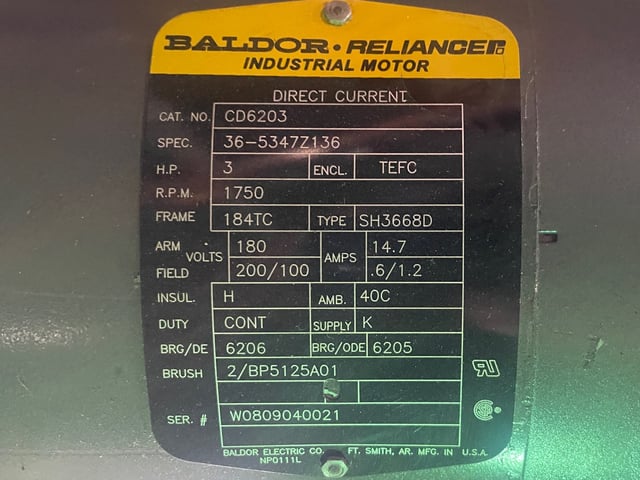 BALDOR • RELIANCER
INDUSTRIAL MOTOR
DIRECT CURRENT
CAT. NO. CD6203
SPEC. 36-5347Z136
H.P. 3 ENCL. TEFC
R.P.M. 1750
FRAME 184TC TYPE SH3668D
ARM VOLTS 180 AMPS 14.7
FIELD 200/100 .6/1.2
INSUL. H AMB. 40C
DUTY CONT SUPPLY K
BRG/DE 6206 BRG/ODE 6205
BRUSH 2/BP5125A01
SER. # W0809040021
BALDOR ELECTRIC CO. FT. SMITH, AR. MFG. IN U.S.A.
NP0111L